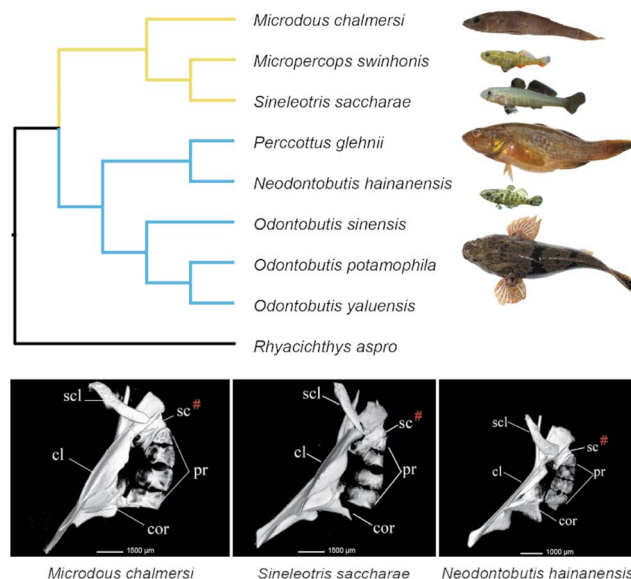 Microdous chalmersi
Micropercops swinhonis
Sineleotris saccharae
Perccottus glehnii
Neodontobutis hainanensis
Odontobutis sinensis
Odontobutis potamophila
Odontobutis yaluensis
Rhyacichthys aspro
scl sc # cl pr cor 1500 µm
scl sc # cl pr cor 1500 µm
scl sc # cl pr cor 1000 µm
Microdous chalmersi Sineleotris saccharae Neodontobutis hainanensis